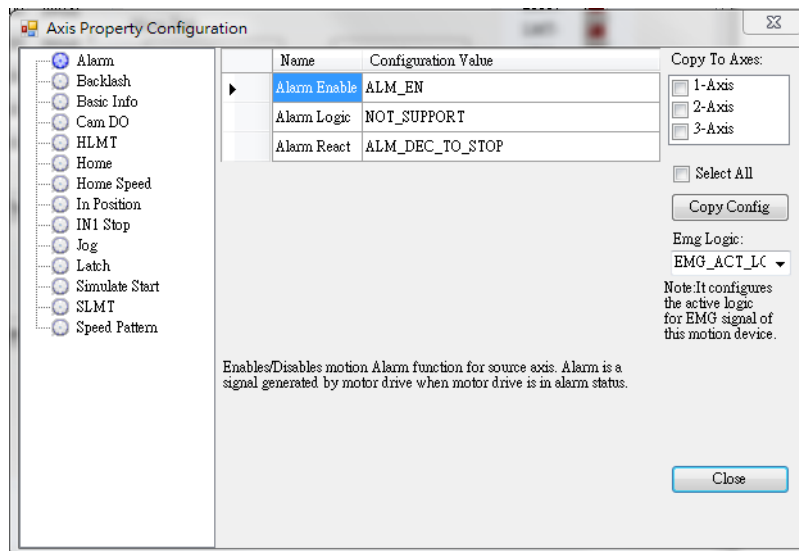 Axis Property Configuration
Alarm
Backlash
Basic Info
Cam DO
HLMT
Home
Home Speed
In Position
IN1 Stop
Jog
Latch
Simulate Start
SLMT
Speed Pattern
Name Configuration Value
Alarm Enable ALM_EN
Alarm Logic NOT_SUPPORT
Alarm React ALM_DEC_TO_STOP
Enables/Disables motion Alarm function for source axis. Alarm is a
signal generated by motor drive when motor drive is in alarm status.
Copy To Axes:
1-Axis
2-Axis
3-Axis
Select All
Copy Config
Emg Logic:
EMG_ACT_LC
Note:It configures
the active logic
for EMG signal of
this motion device.
Close